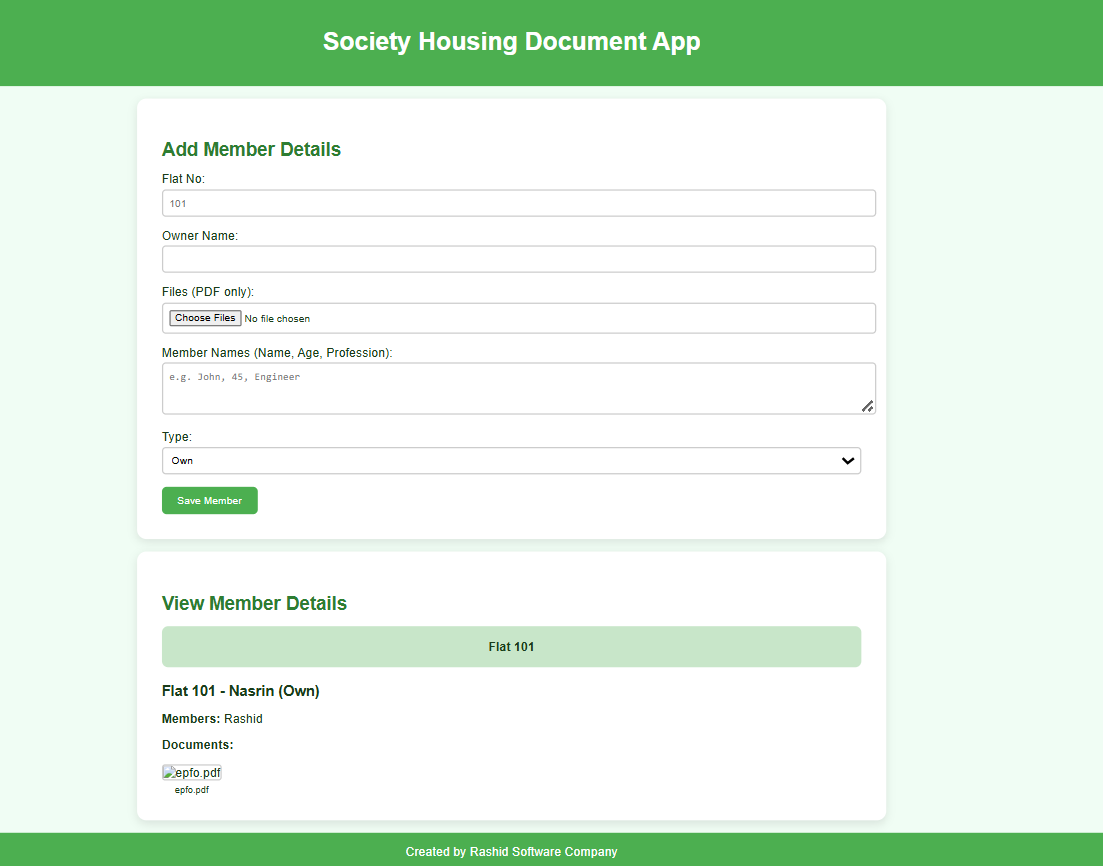 Society Housing Document App
Add Member Details
Flat No:
101
Owner Name:
Files (PDF only):
Choose Files No file chosen
Member Names (Name, Age, Profession):
e.g. John, 45, Engineer
Type:
Own
Save Member
View Member Details
Flat 101
Flat 101 - Nasrin (Own)
Members: Rashid
Documents:
epfo.pdf
epfo.pdf
Created by Rashid Software Company